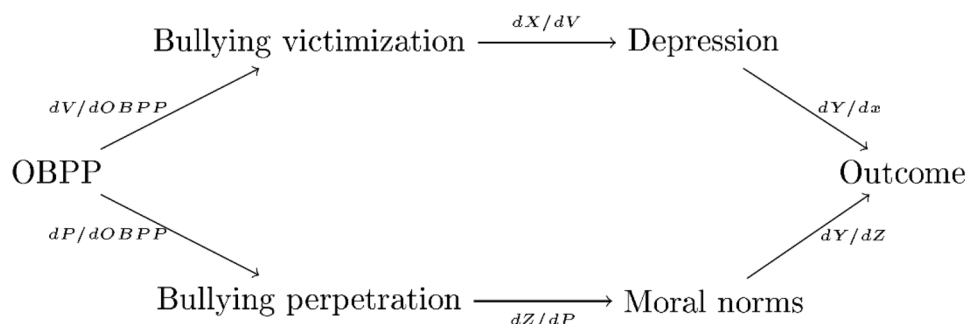 Bullying victimization
dX/dV
Depression
dV/dOBPP
dY/dx
OBPP
Outcome
dP/dOBPP
dY/dZ
Bullying perpetration
dZ/dP
Moral norms